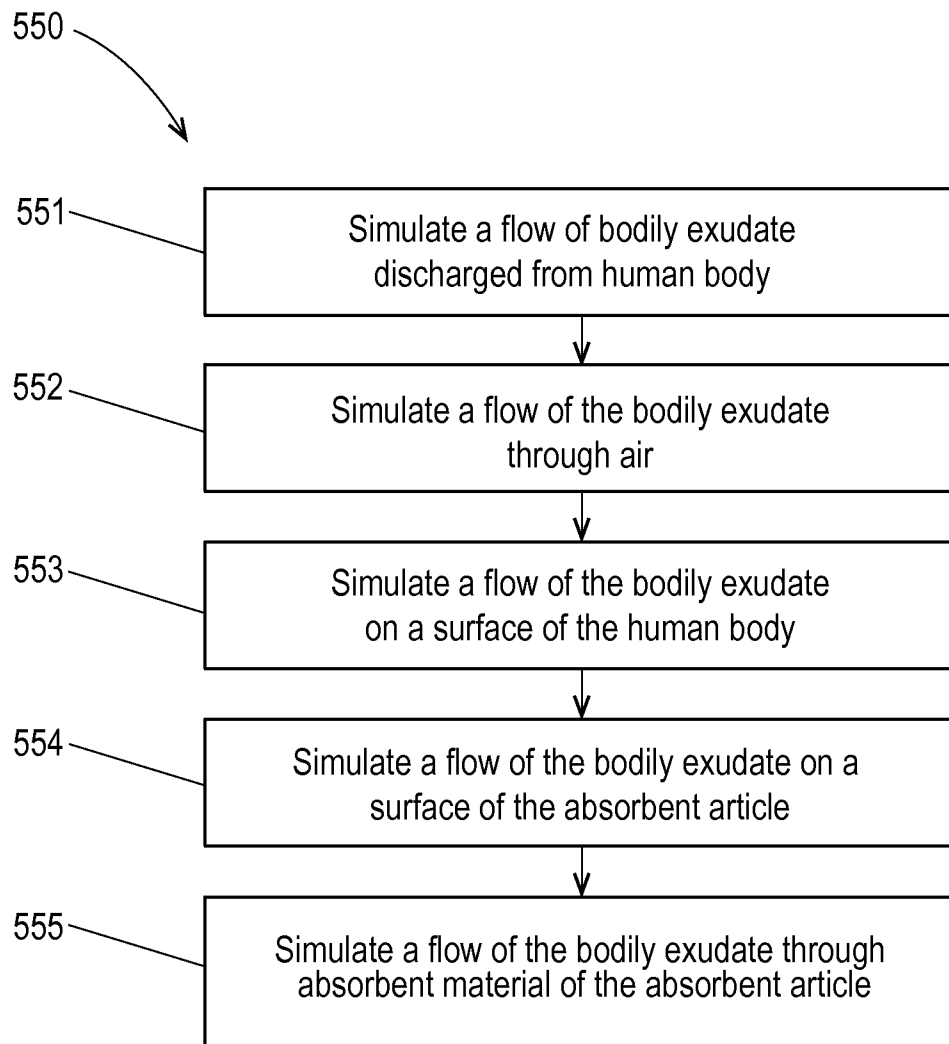 550
551
Simulate a flow of bodily exudate
discharged from human body
552
Simulate a flow of the bodily exudate
through air
553
Simulate a flow of the bodily exudate
on a surface of the human body
554
Simulate a flow of the bodily exudate on a
surface of the absorbent article
555
Simulate a flow of the bodily exudate through
absorbent material of the absorbent article